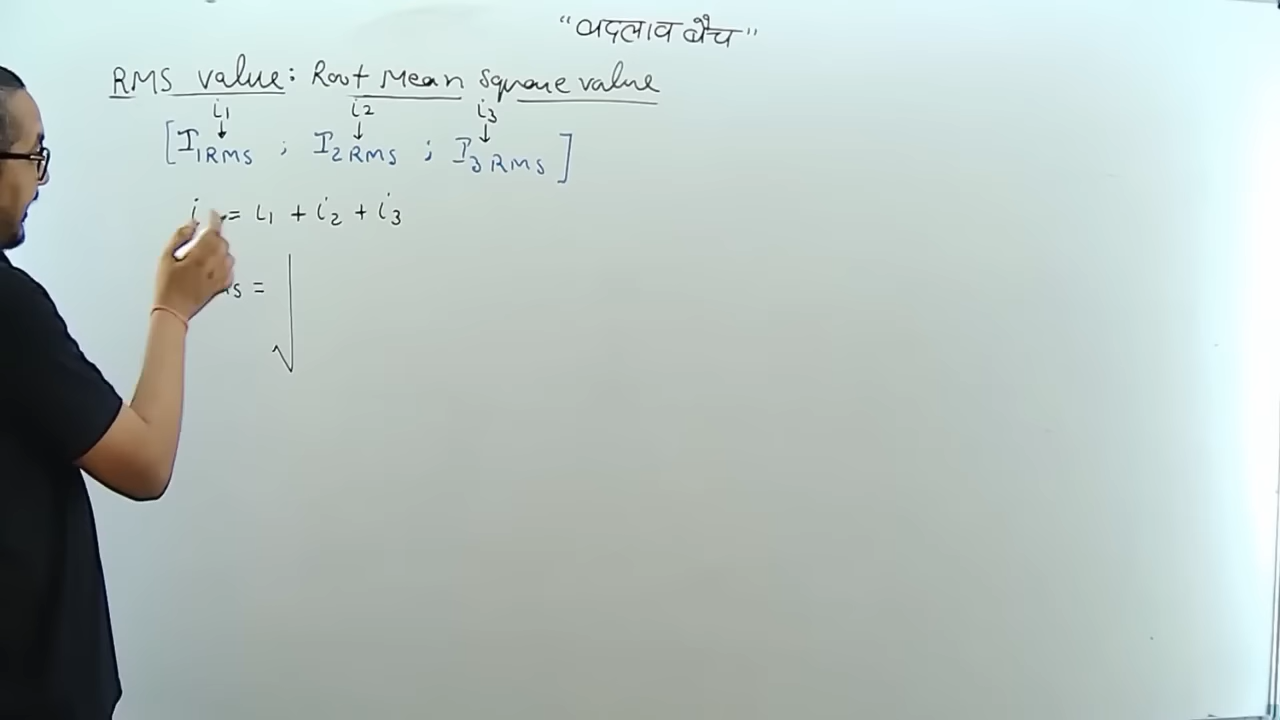 “बदलाव बैच”
RMS value: Root Mean Square value
i1 i2 i3
↓ ↓ ↓
[I1RMS ; I2RMS ; I3RMS]
i = i1 + i2 + i3
s = √